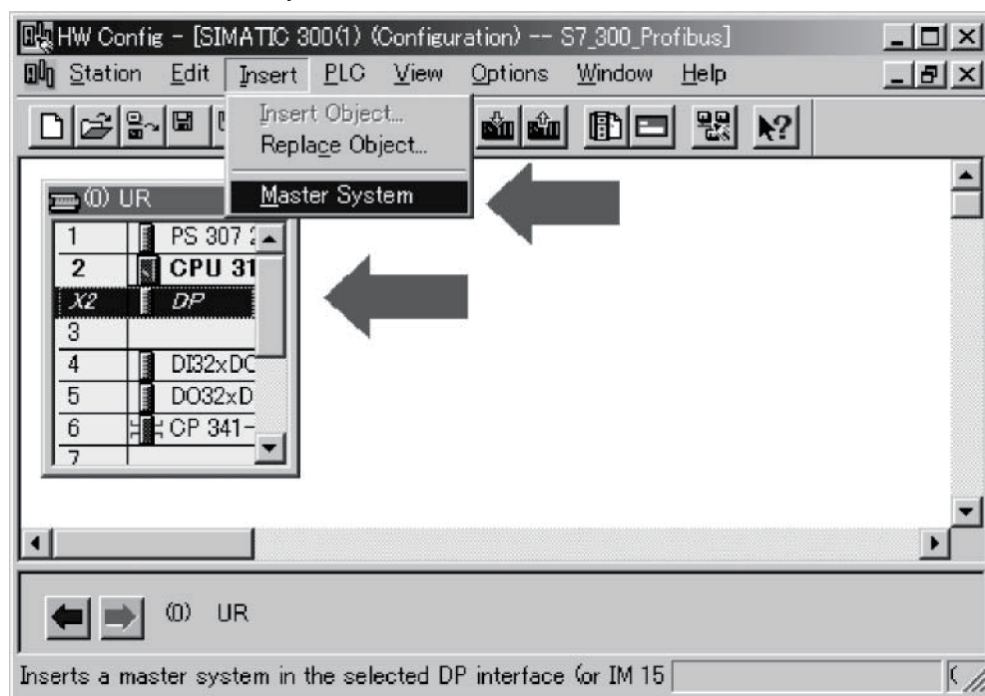 HW Config - [SIMATIC 300(1) (Configuration) -- S7_300_Profibus]
Station Edit Insert PLC View Options Window Help
Insert Object...
Replace Object...
Master System
(0) UR
1 PS 307 2
2 CPU 31
X2 DP
3
4 DI32xDO
5 DO32xD
6 CP 341-
7
(0) UR
Inserts a master system in the selected DP interface (or IM 15